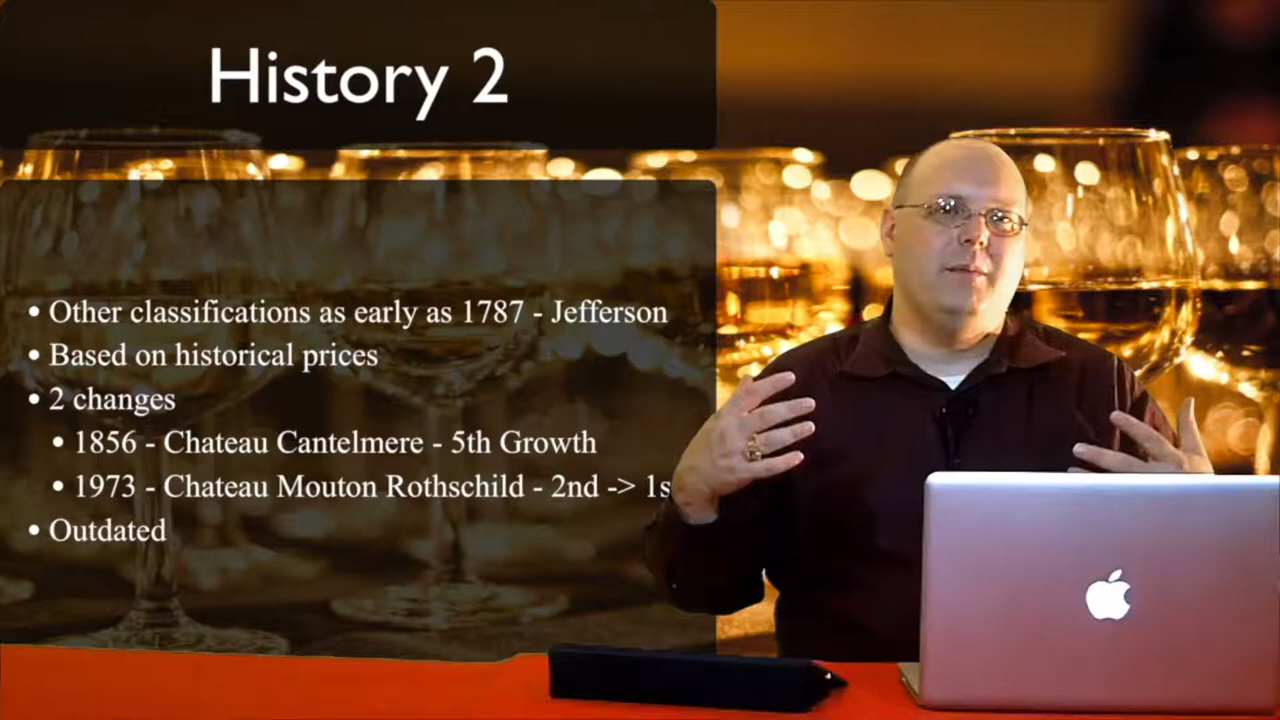 History 2
• Other classifications as early as 1787 - Jefferson
• Based on historical prices
• 2 changes
• 1856 - Chateau Cantelmere - 5th Growth
• 1973 - Chateau Mouton Rothschild - 2nd -> 1s
• Outdated